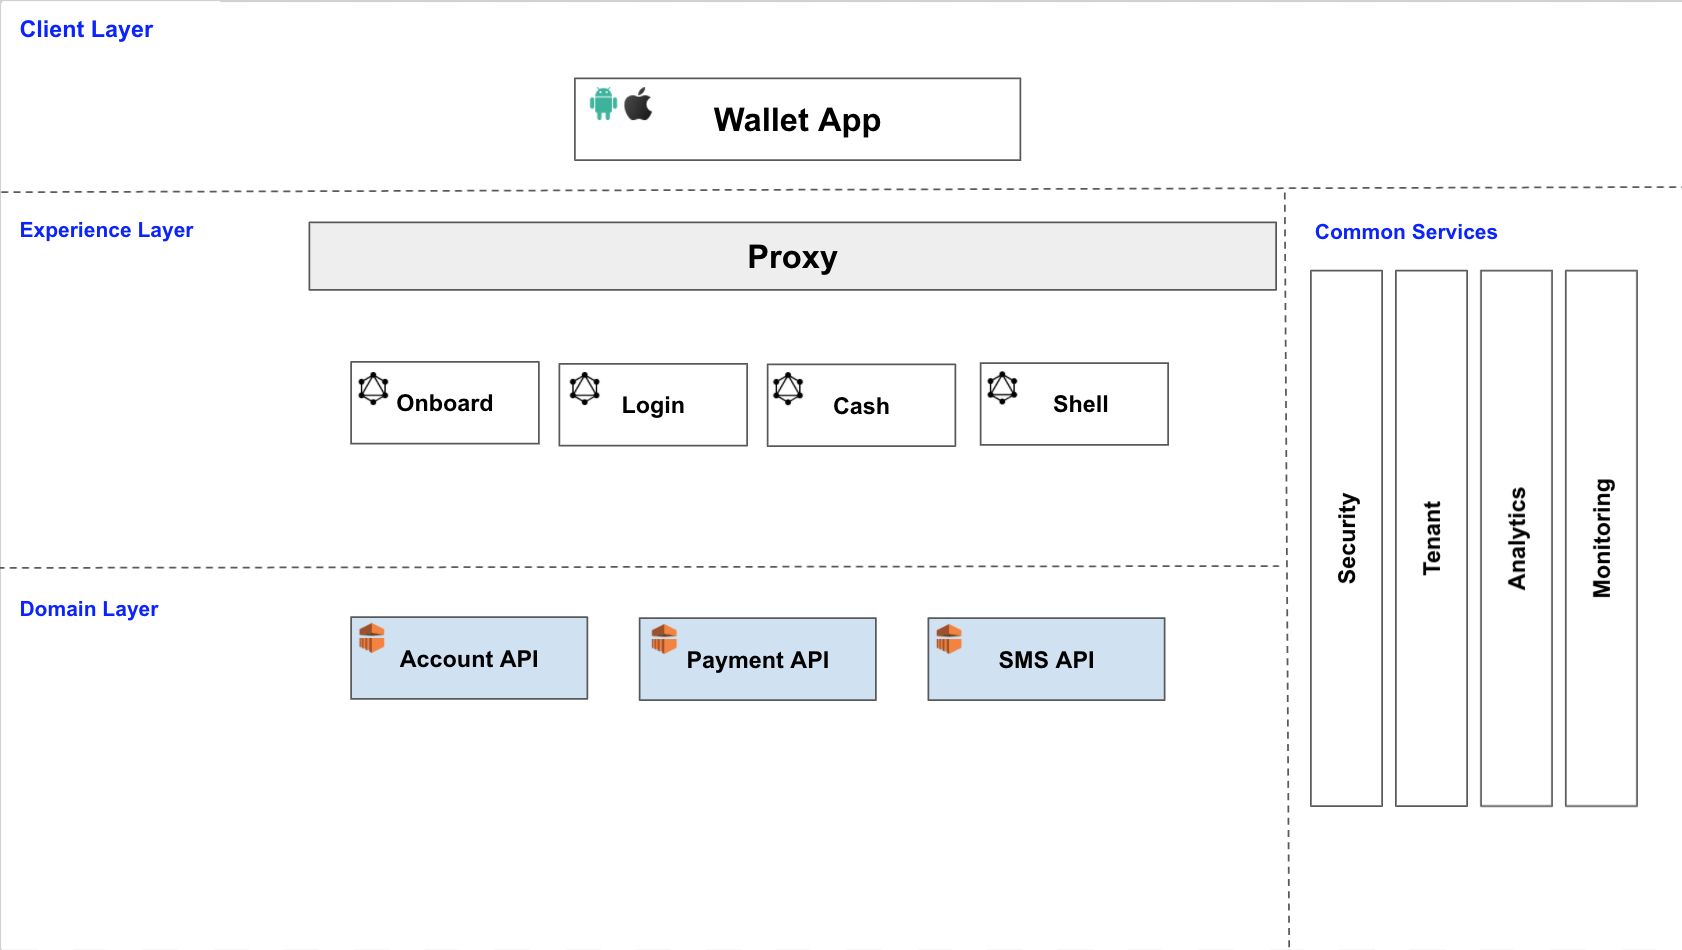 Client Layer
Wallet App
Experience Layer
Proxy
Common Services
Onboard
Login
Cash
Shell
Security
Tenant
Analytics
Monitoring
Domain Layer
Account API
Payment API
SMS API